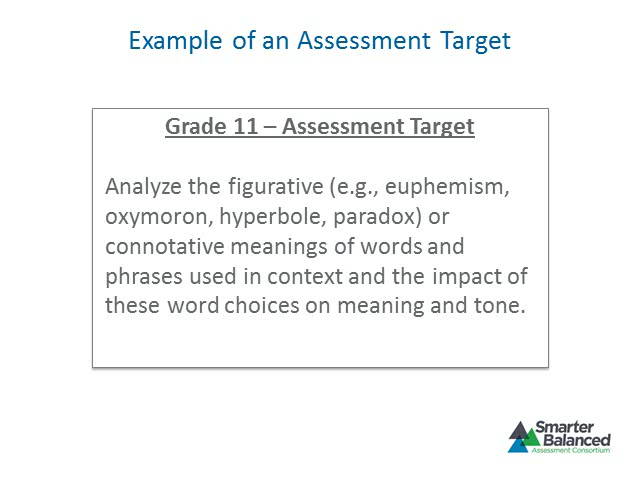 Example of an Assessment Target
Grade 11 – Assessment Target
Analyze the figurative (e.g., euphemism,
oxymoron, hyperbole, paradox) or
connotative meanings of words and
phrases used in context and the impact of
these word choices on meaning and tone.
Smarter
Balanced
Assessment Consortium